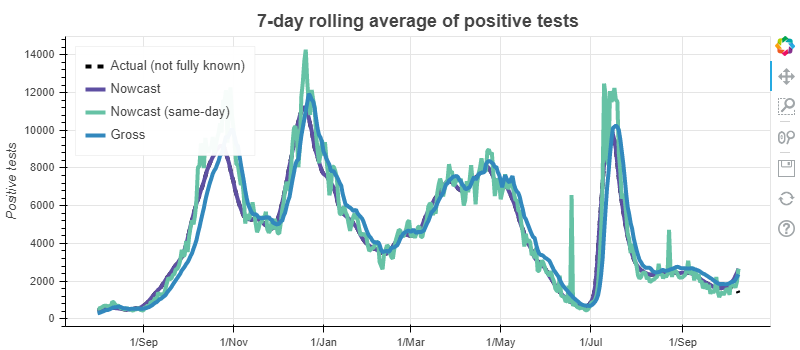 7-day rolling average of positive tests
14000
12000
10000
8000
6000
4000
2000
0
Positive tests
Actual (not fully known)
Nowcast
Nowcast (same-day)
Gross
1/Sep
1/Nov
1/Jan
1/Mar
1/May
1/Jul
1/Sep